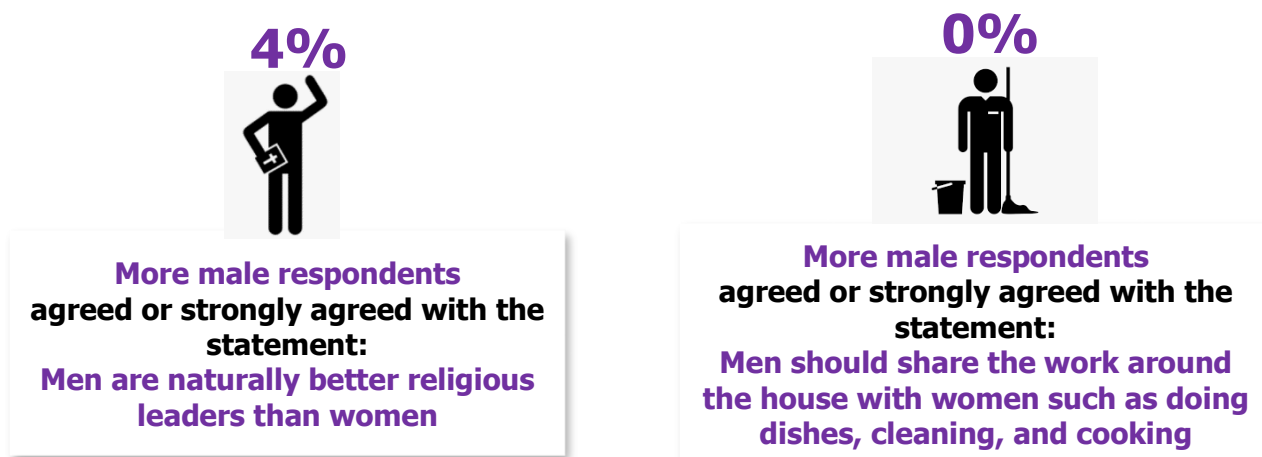 4%
More male respondents
agreed or strongly agreed with the
statement:
Men are naturally better religious
leaders than women
0%
More male respondents
agreed or strongly agreed with the
statement:
Men should share the work around
the house with women such as doing
dishes, cleaning, and cooking